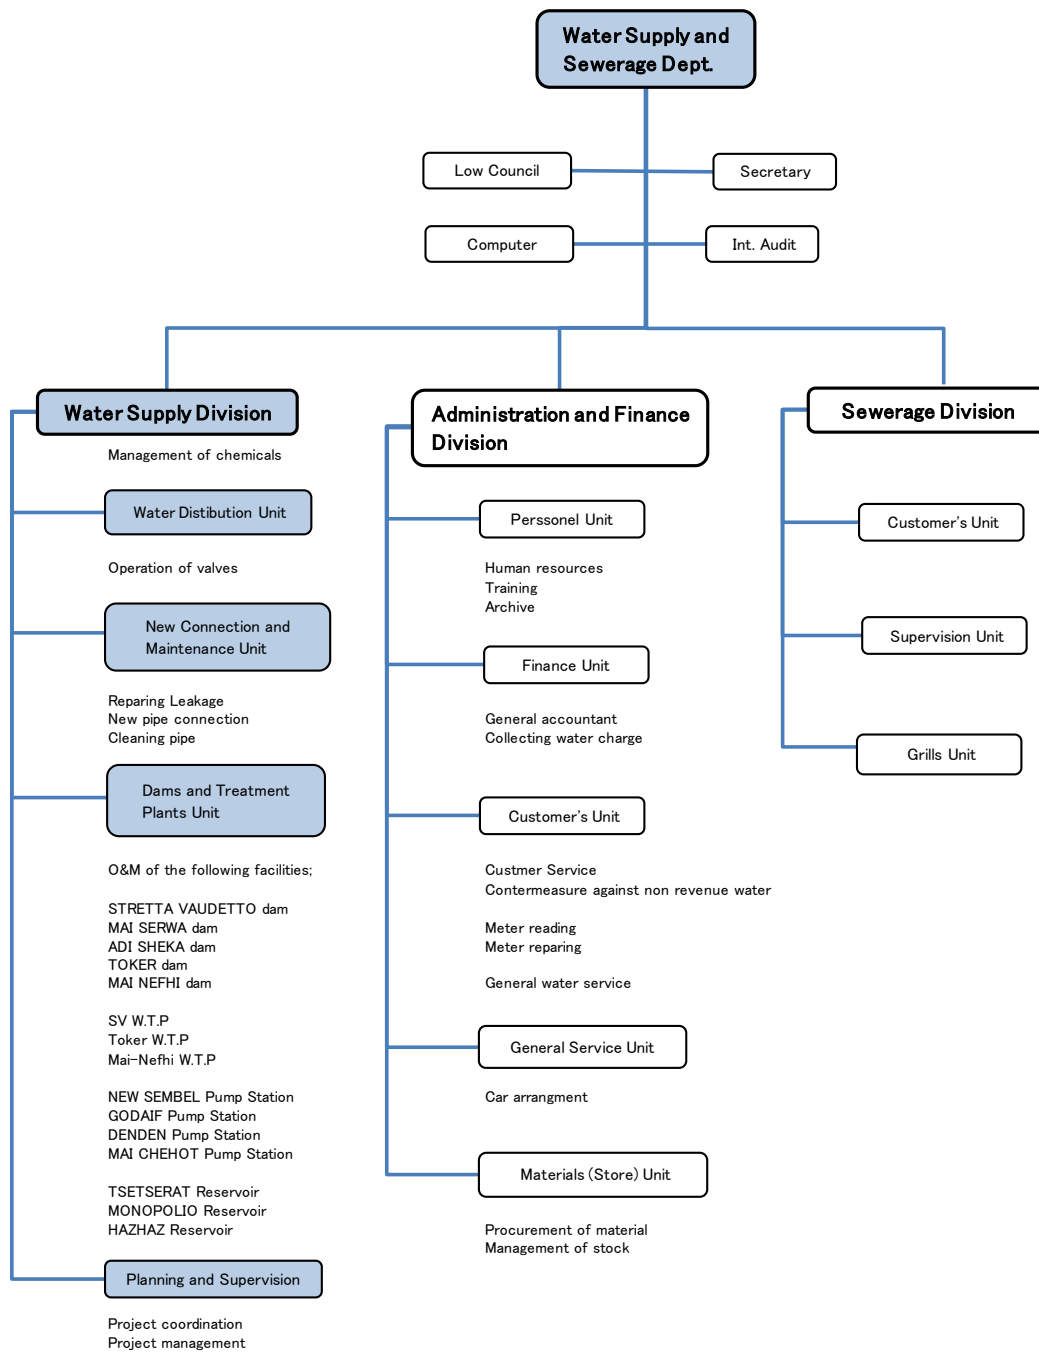 Water Supply and
Sewerage Dept.
Low Council
Secretary
Computer
Int. Audit
Water Supply Division
Management of chemicals
Water Distibution Unit
Operation of valves
New Connection and
Maintenance Unit
Reparing Leakage
New pipe connection
Cleaning pipe
Dams and Treatment
Plants Unit
O&M of the following facilities;
STRETTA VAUDETTO dam
MAI SERWA dam
ADI SHEKA dam
TOKER dam
MAI NEFHI dam
SV W.T.P
Toker W.T.P
Mai-Nefhi W.T.P
NEW SEMBEL Pump Station
GODAIF Pump Station
DENDEN Pump Station
MAI CHEHOT Pump Station
TSETSERAT Reservoir
MONOPOLIO Reservoir
HAZHAZ Reservoir
Planning and Supervision
Project coordination
Project management
Administration and Finance
Division
Perssonel Unit
Human resources
Training
Archive
Finance Unit
General accountant
Collecting water charge
Customer's Unit
Custmer Service
Contermeasure against non revenue water
Meter reading
Meter reparing
General water service
General Service Unit
Car arrangment
Materials (Store) Unit
Procurement of material
Management of stock
Sewerage Division
Customer's Unit
Supervision Unit
Grills Unit